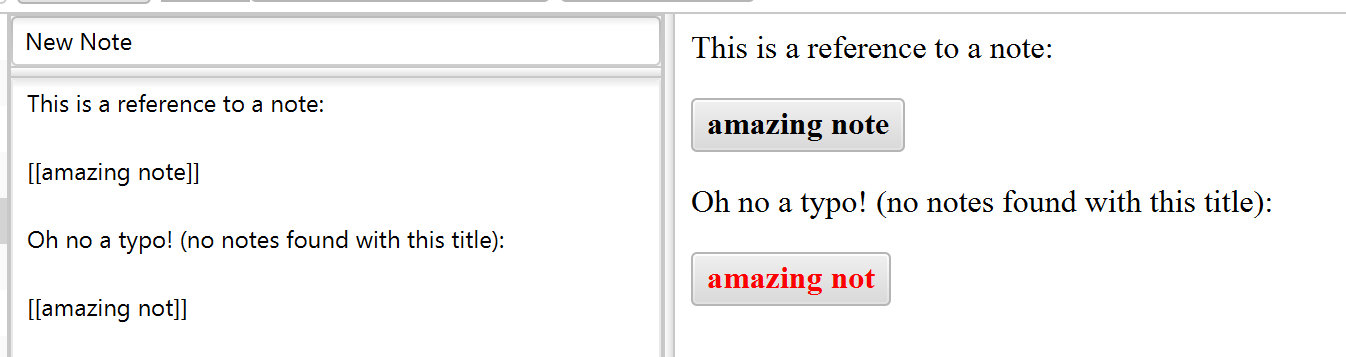 New Note
This is a reference to a note:
[[amazing note]]
Oh no a typo! (no notes found with this title):
[[amazing not]]
This is a reference to a note:
amazing note
Oh no a typo! (no notes found with this title):
amazing not